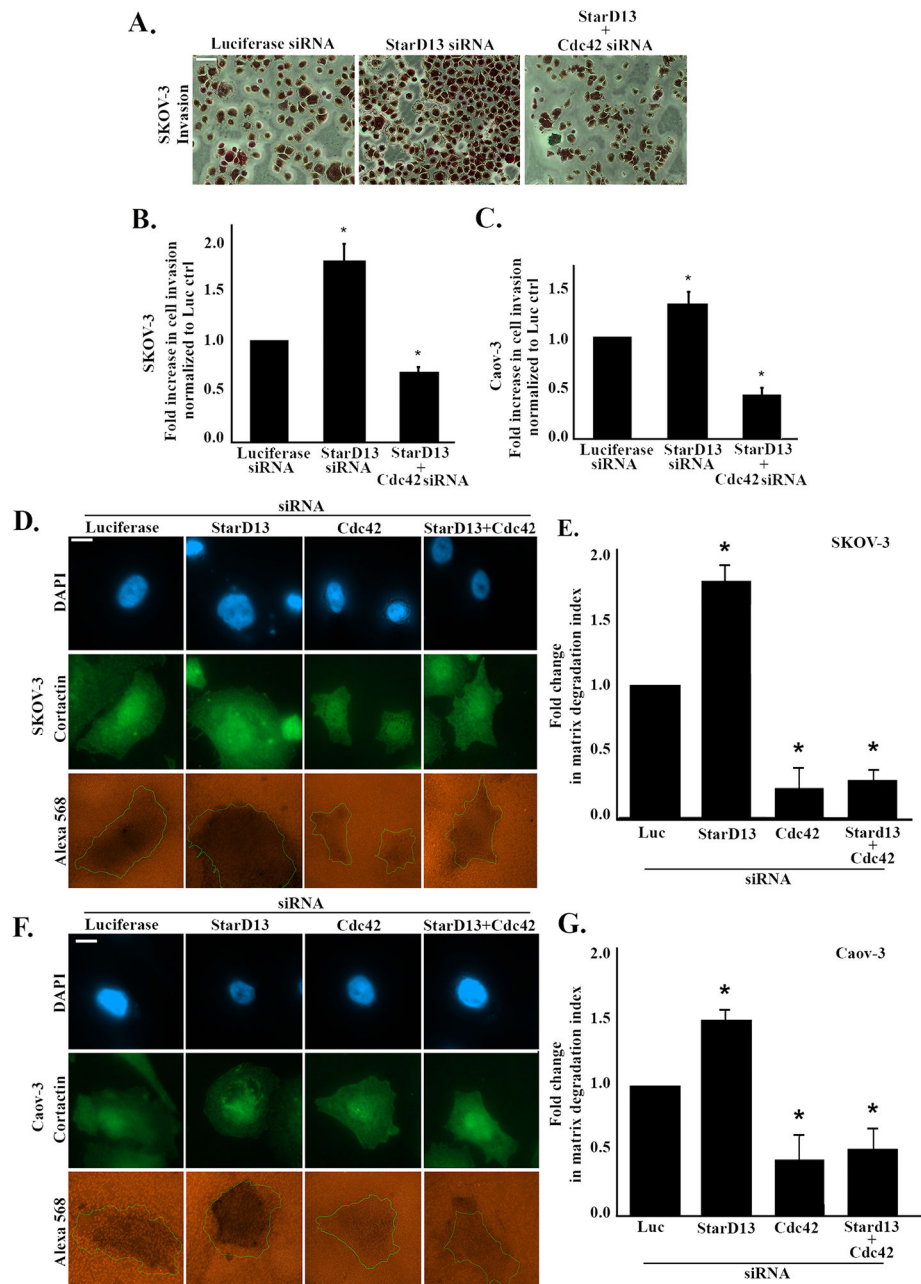 A.
Luciferase siRNA
StarD13 siRNA
StarD13
+
Cdc42 siRNA
SKOV-3
Invasion
B.
SKOV-3
Fold increase in cell invasion
normalized to Luc ctrl
2.0
1.5
1.0
0.5
0.0
*
*
Luciferase
siRNA
StarD13
siRNA
StarD13
+
Cdc42 siRNA
C.
Caov-3
Fold increase in cell invasion
normalized to Luc ctrl
1.5
1.0
0.5
0.0
*
*
Luciferase
siRNA
StarD13
siRNA
StarD13
+
Cdc42 siRNA
D.
siRNA
Luciferase
StarD13
Cdc42
StarD13+Cdc42
DAPI
SKOV-3
Cortactin
Alexa 568
E.
SKOV-3
Fold change
in matrix degradation index
2.0
1.5
1.0
0.5
0.0
*
*
*
Luc
StarD13
Cdc42
Stard13
+
Cdc42
siRNA
F.
siRNA
Luciferase
StarD13
Cdc42
StarD13+Cdc42
DAPI
Caov-3
Cortactin
Alexa 568
G.
Caov-3
Fold change
in matrix degradation index
2.0
1.5
1.0
0.5
0.0
*
*
*
Luc
StarD13
Cdc42
Stard13
+
Cdc42
siRNA